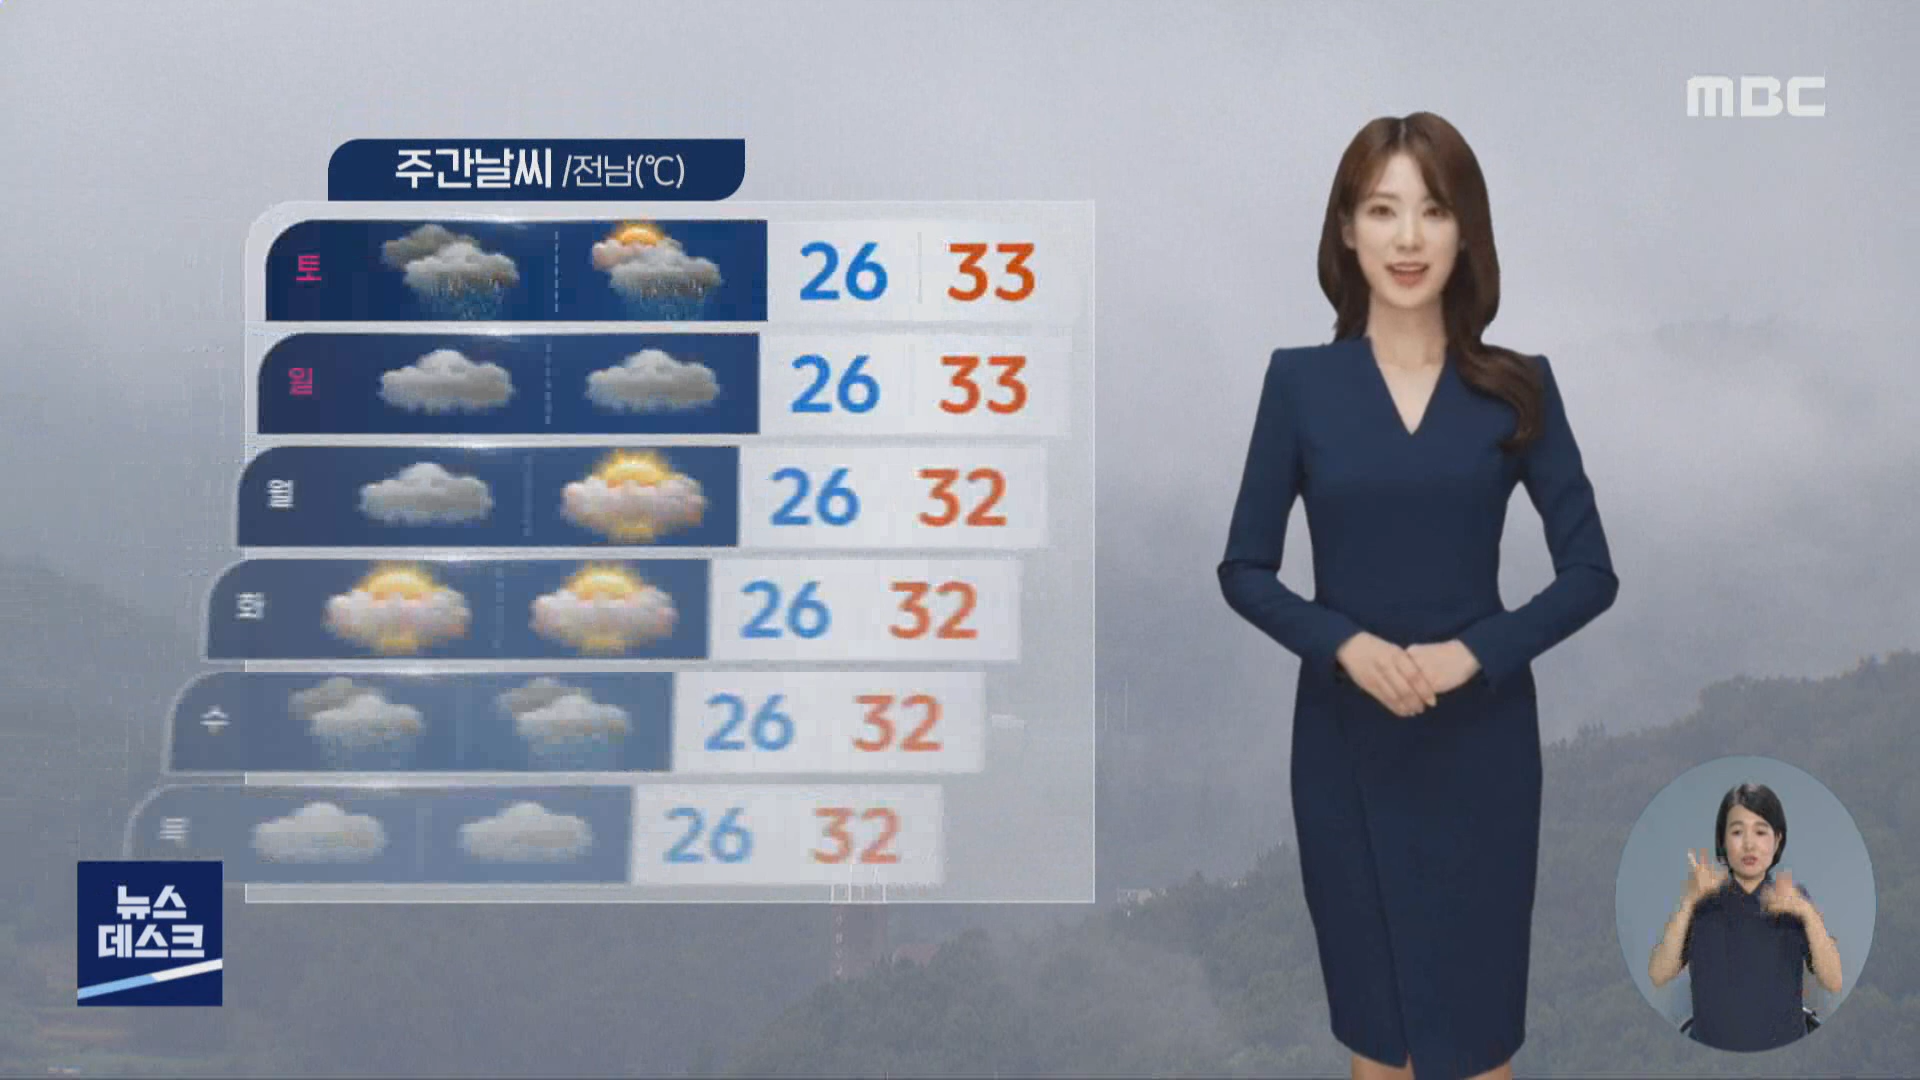 MBC
주간날씨 /전남(℃)
토 26 33
일 26 33
월 26 32
화 26 32
수 26 32
목 26 32
뉴스
데스크